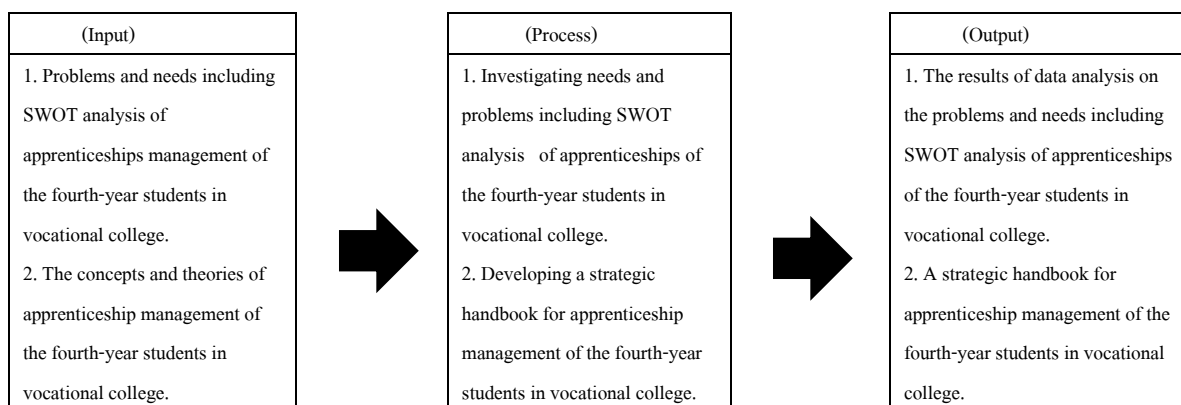 (Input)
1. Problems and needs including
SWOT analysis of
apprenticeships management of
the fourth-year students in
vocational college.
2. The concepts and theories of
apprenticeship management of
the fourth-year students in
vocational college.
(Process)
1. Investigating needs and
problems including SWOT
analysis of apprenticeships of
the fourth-year students in
vocational college.
2. Developing a strategic
handbook for apprenticeship
management of the fourth-year
students in vocational college.
(Output)
1. The results of data analysis on
the problems and needs including
SWOT analysis of apprenticeships
of the fourth-year students in
vocational college.
2. A strategic handbook for
apprenticeship management of the
fourth-year students in vocational
college.